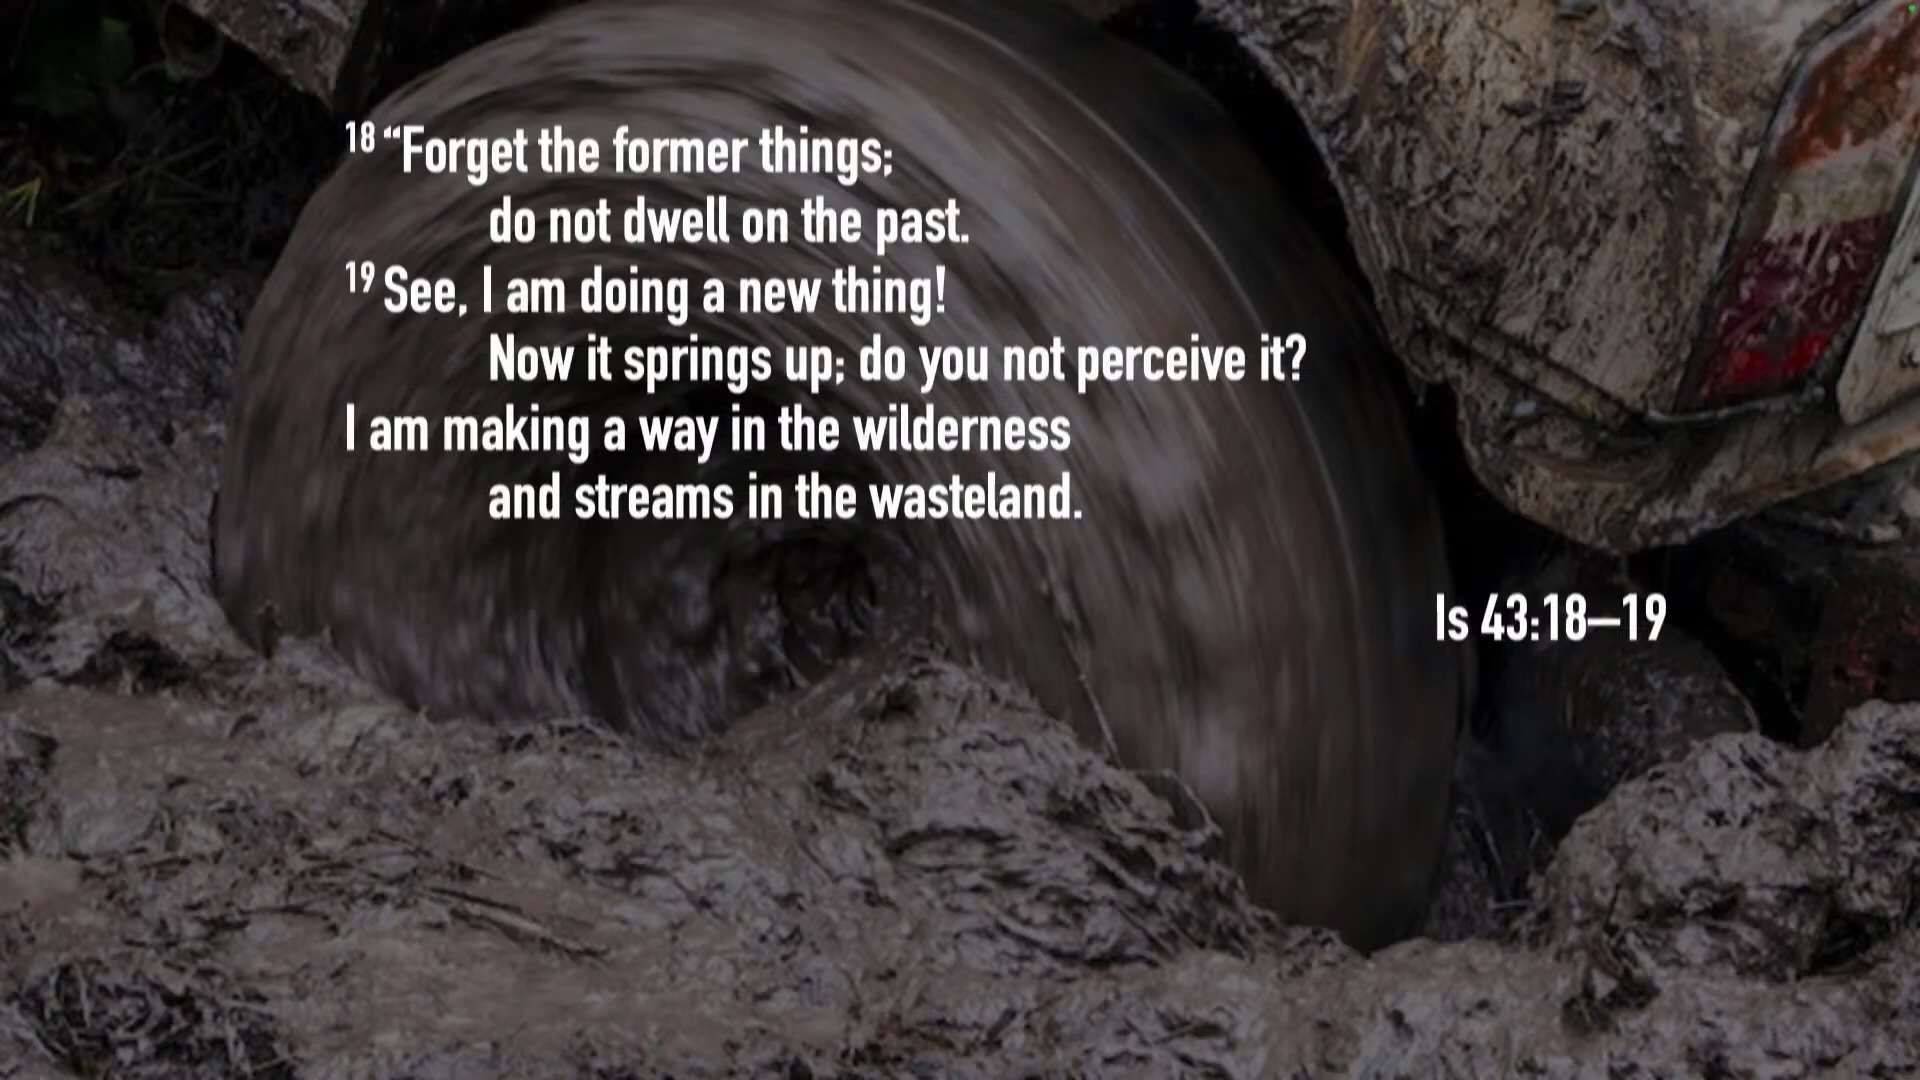 18 “Forget the former things;
do not dwell on the past.
19 See, I am doing a new thing!
Now it springs up; do you not perceive it?
I am making a way in the wilderness
and streams in the wasteland.
Is 43:18–19